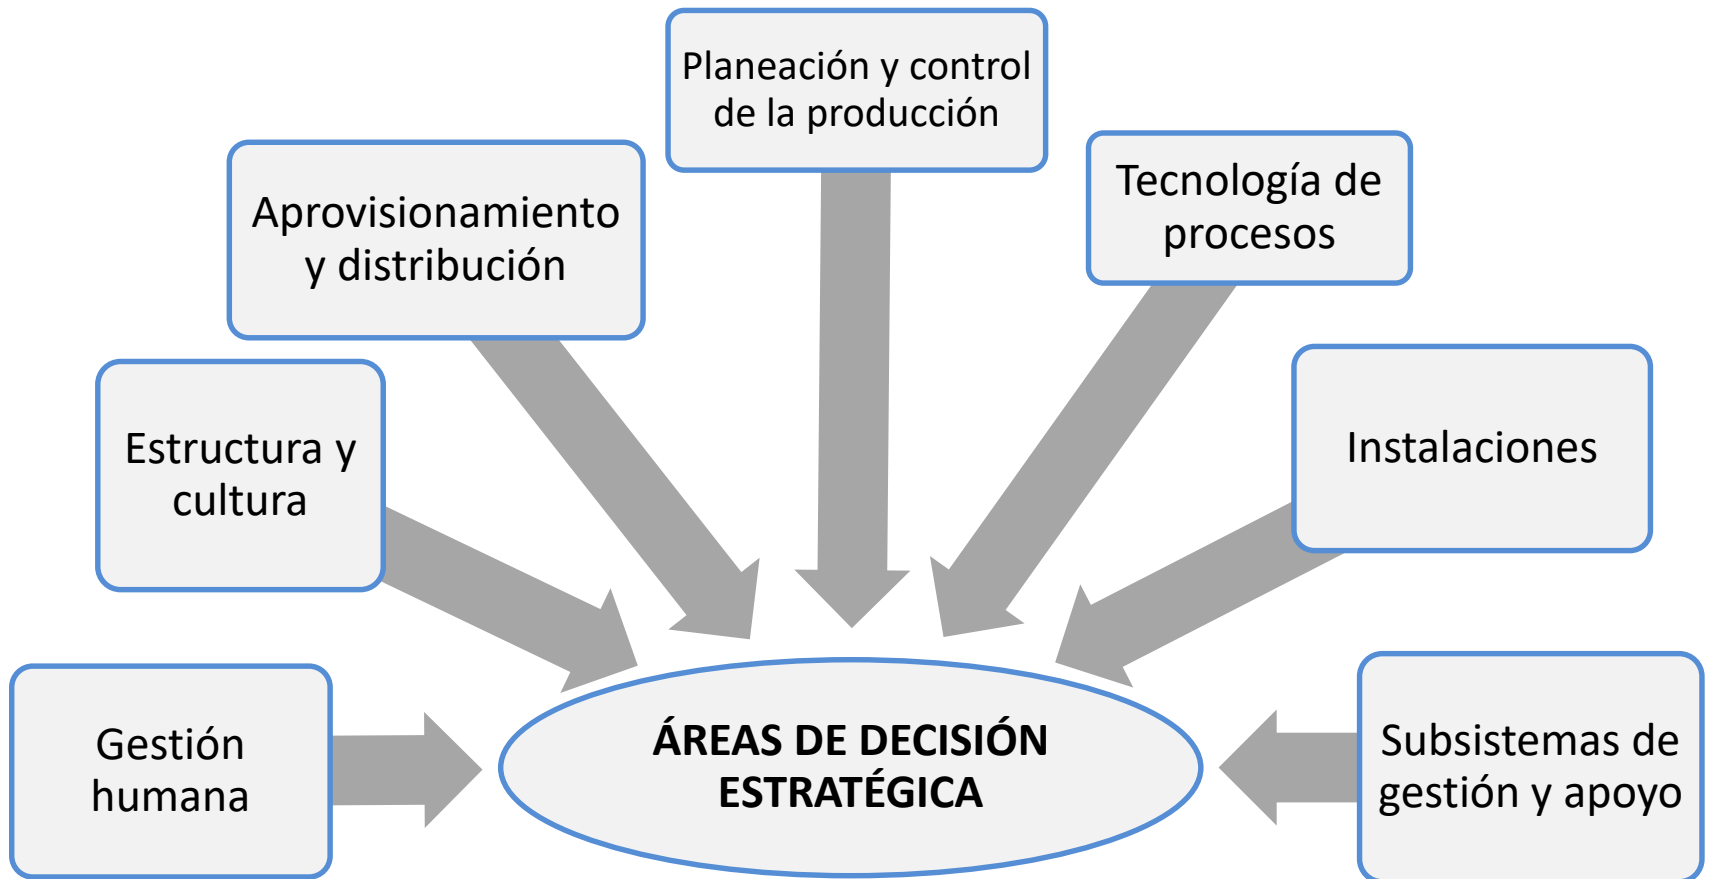 Planeación y control
de la producción
Aprovisionamiento
y distribución
Tecnología de
procesos
Estructura y
cultura
Instalaciones
Gestión
humana
ÁREAS DE DECISIÓN
ESTRATÉGICA
Subsistemas de
gestión y apoyo